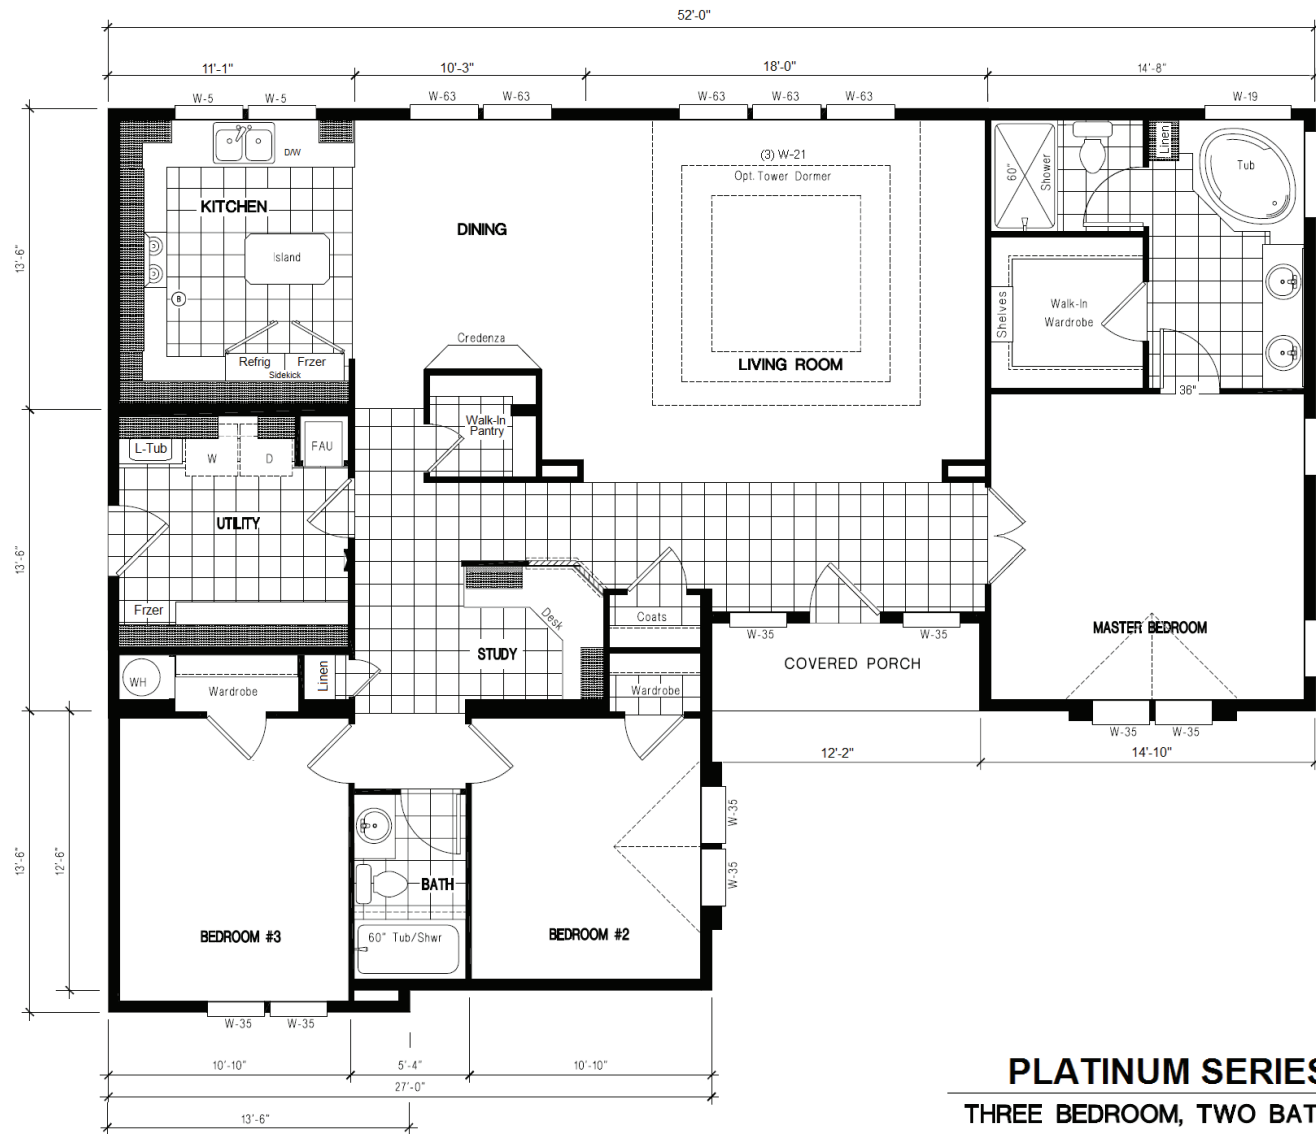 52'-0"
11'-1"
10'-3"
18'-0"
14'-8"
W-5
W-5
W-63
W-63
W-63
W-63
W-63
W-19
13'-6"
D/W
KITCHEN
Island
B
Refrig
Frzer
Sidekick
DINING
Credenza
(3) W-21
Opt. Tower Dormer
LIVING ROOM
60"
Shower
Linen
Tub
Shelves
Walk-In
Wardrobe
36"
13'-6"
L-Tub
W
D
FAU
UTILITY
Frzer
Walk-In
Pantry
Desk
STUDY
Coats
Wardrobe
W-35
W-35
COVERED PORCH
MASTER BEDROOM
WH
Wardrobe
Linen
W-35
W-35
12'-2"
14'-10"
13'-6"
12'-6"
BEDROOM #3
BATH
60" Tub/Shwr
BEDROOM #2
W-35
W-35
W-35
W-35
10'-10"
5'-4"
10'-10"
27'-0"
13'-6"
PLATINUM SERIES
THREE BEDROOM, TWO BAT